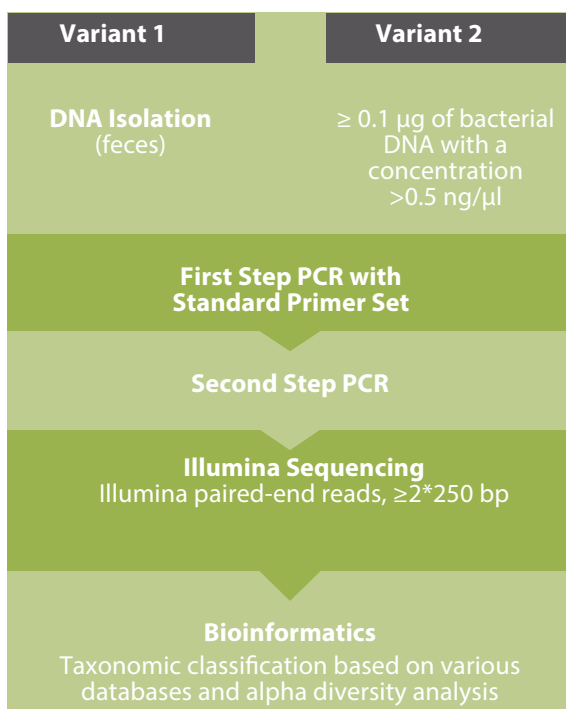 Variant 1
Variant 2
DNA Isolation
(feces)
≥ 0.1 µg of bacterial
DNA with a
concentration
>0.5 ng/µl
First Step PCR with
Standard Primer Set
Second Step PCR
Illumina Sequencing
Illumina paired-end reads, ≥2*250 bp
Bioinformatics
Taxonomic classification based on various
databases and alpha diversity analysis